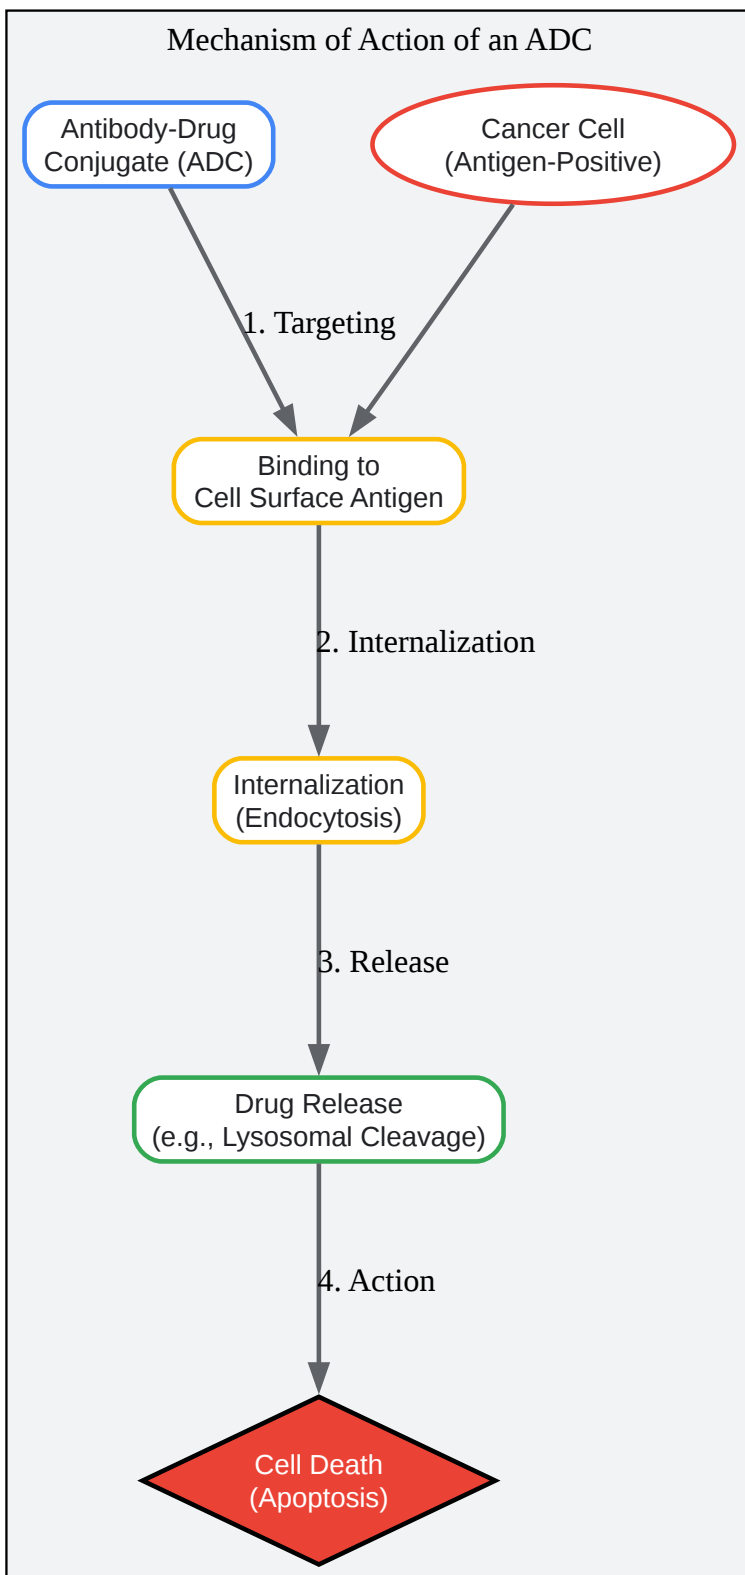 Mechanism of Action of an ADC
Antibody-Drug
Conjugate (ADC)
Cancer Cell
(Antigen-Positive)
1. Targeting
Binding to
Cell Surface Antigen
2. Internalization
Internalization
(Endocytosis)
3. Release
Drug Release
(e.g., Lysosomal Cleavage)
4. Action
Cell Death
(Apoptosis)